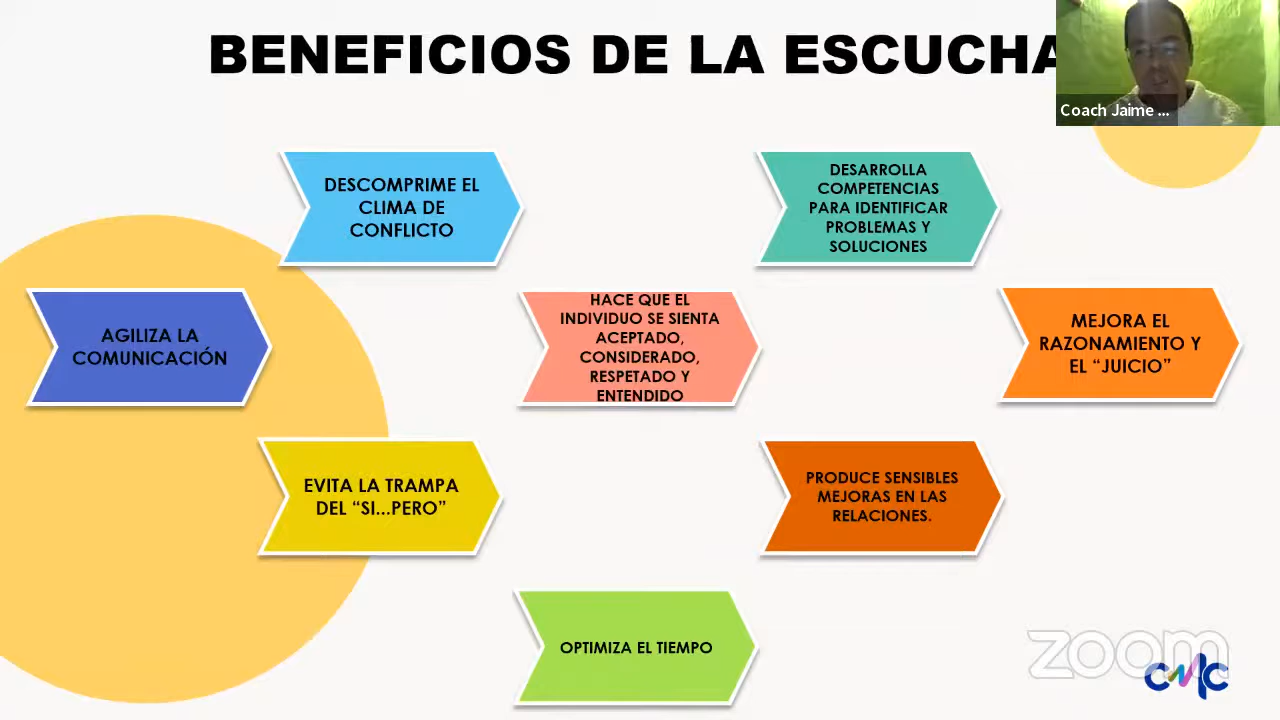 BENEFICIOS DE LA ESCUCHA
Coach Jaime ...
DESCOMPRIME EL
CLIMA DE
CONFLICTO
DESARROLLA
COMPETENCIAS
PARA IDENTIFICAR
PROBLEMAS Y
SOLUCIONES
AGILIZA LA
COMUNICACIÓN
HACE QUE EL
INDIVIDUO SE SIENTA
ACEPTADO,
CONSIDERADO,
RESPETADO Y
ENTENDIDO
MEJORA EL
RAZONAMIENTO Y
EL “JUICIO”
EVITA LA TRAMPA
DEL “SI...PERO”
PRODUCE SENSIBLES
MEJORAS EN LAS
RELACIONES.
OPTIMIZA EL TIEMPO
zoom
cmc